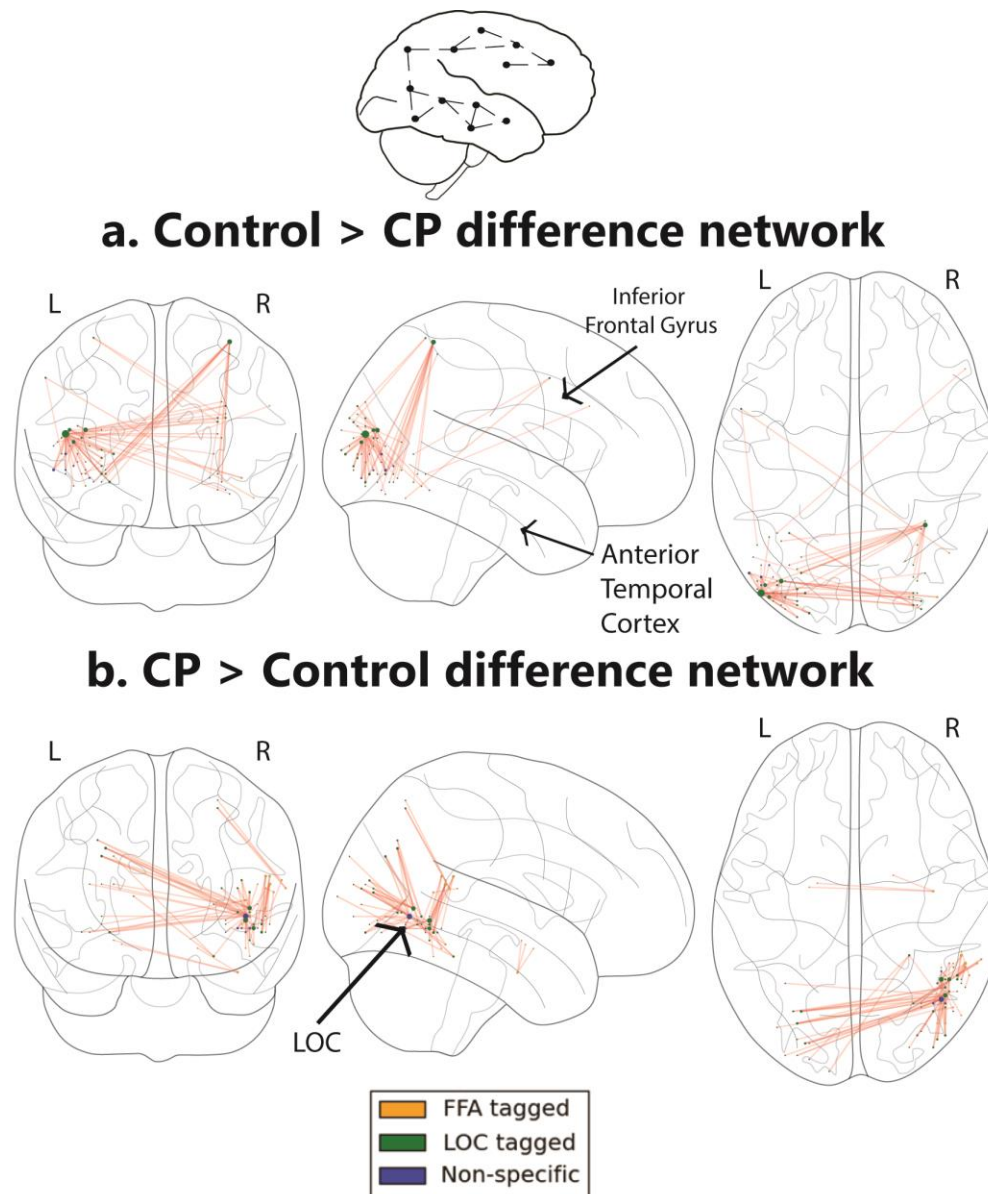 a. Control > CP difference network
L
R
Inferior
Frontal Gyrus
L
R
Anterior
Temporal
Cortex
b. CP > Control difference network
L
R
L
R
LOC
FFA tagged
LOC tagged
Non-specific